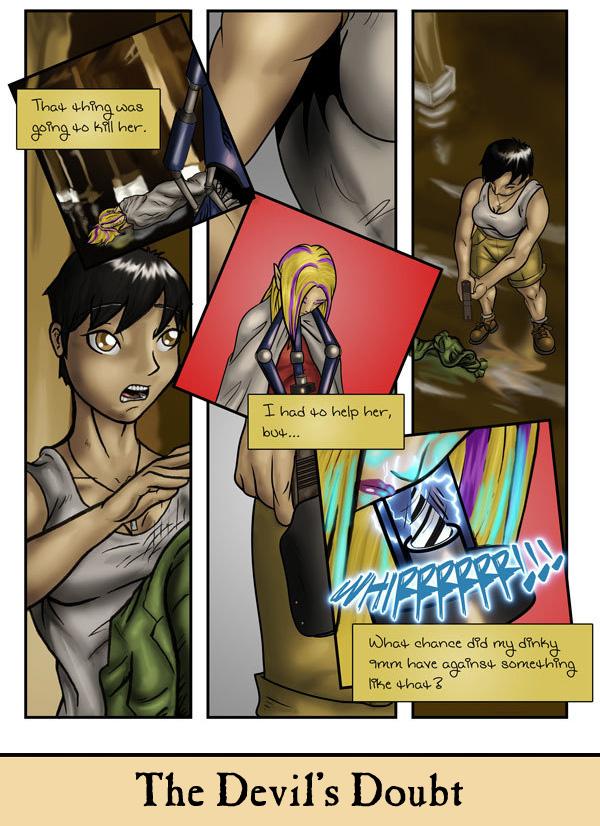 That thing was
going to kill her.
I had to help her,
but...
WHIRRRRRR!!!
What chance did my dinky
9mm have against something
like that?
The Devil's Doubt